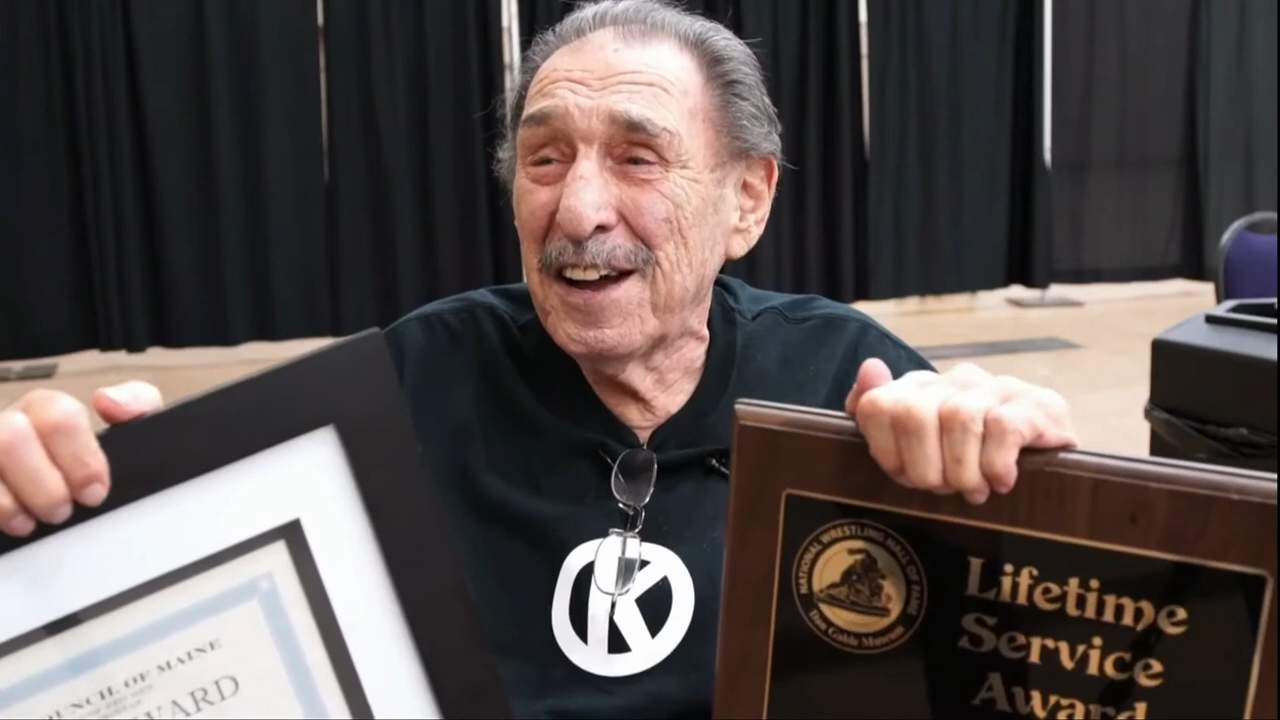 UNCIL OF MAINE
WARD
K
NATIONAL WRESTLING HALL OF FAME
Dan Gable Museum
Lifetime
Service
Award